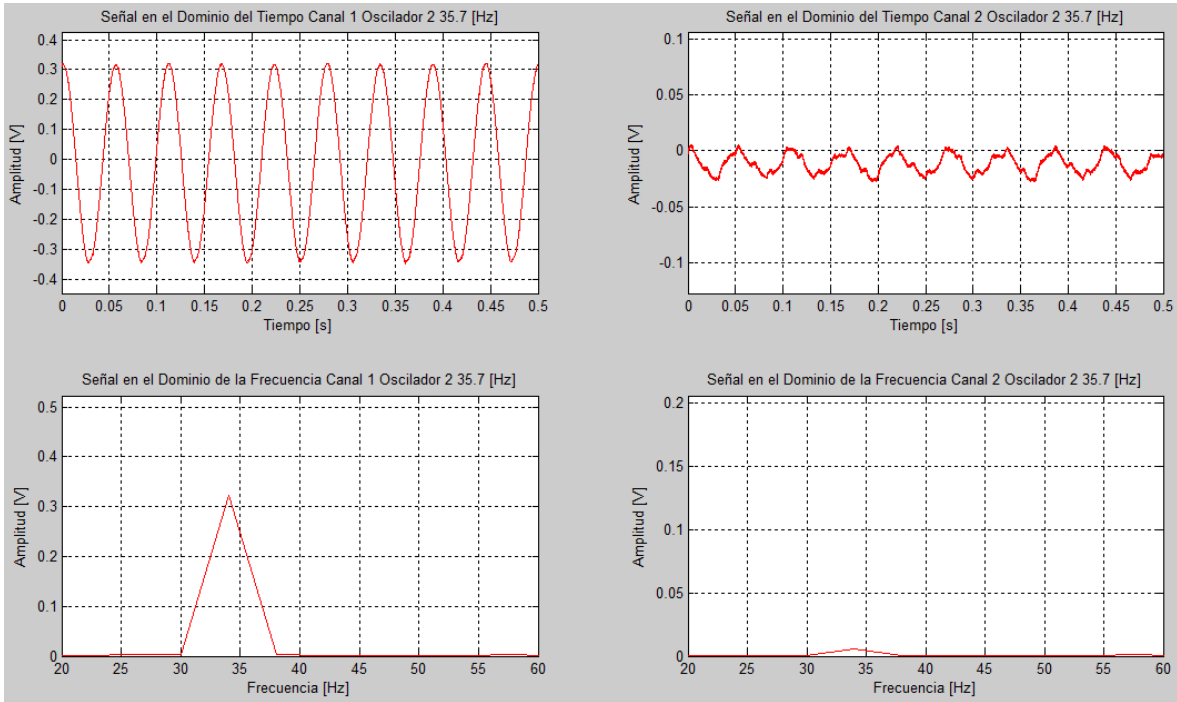 Señal en el Dominio del Tiempo Canal 1 Oscilador 2 35.7 [Hz]
0.4
0.3
0.2
0.1
0
-0.1
-0.2
-0.3
-0.4
Amplitud [V]
0 0.05 0.1 0.15 0.2 0.25 0.3 0.35 0.4 0.45 0.5
Tiempo [s]
Señal en el Dominio del Tiempo Canal 2 Oscilador 2 35.7 [Hz]
0.1
0.05
0
-0.05
-0.1
Amplitud [V]
0 0.05 0.1 0.15 0.2 0.25 0.3 0.35 0.4 0.45 0.5
Tiempo [s]
Señal en el Dominio de la Frecuencia Canal 1 Oscilador 2 35.7 [Hz]
0.5
0.4
0.3
0.2
0.1
0
Amplitud [V]
20 25 30 35 40 45 50 55 60
Frecuencia [Hz]
Señal en el Dominio de la Frecuencia Canal 2 Oscilador 2 35.7 [Hz]
0.2
0.15
0.1
0.05
0
Amplitud [V]
20 25 30 35 40 45 50 55 60
Frecuencia [Hz]